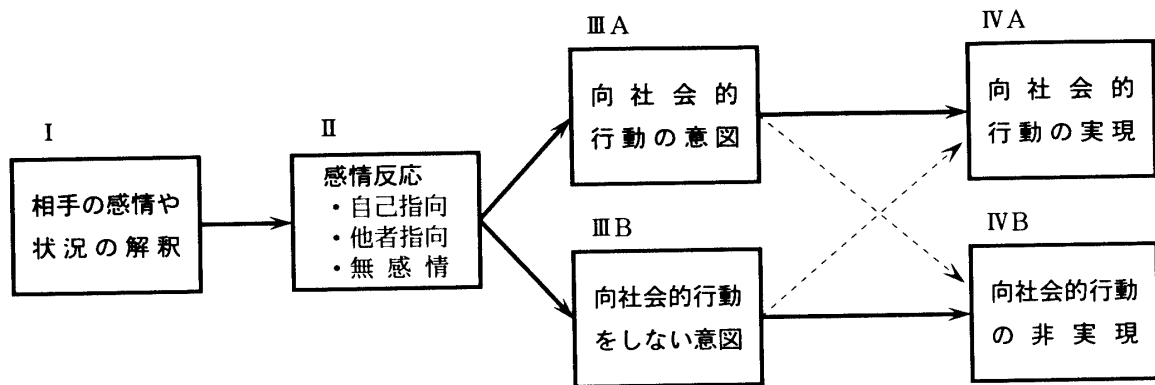 Ⅰ
相手の感情や
状況の解釈
Ⅱ
感情反応
・自己指向
・他者指向
・無感情
ⅢA
向社会的
行動の意図
ⅢB
向社会的行動
をしない意図
ⅣA
向社会的
行動の実現
ⅣB
向社会的行動
の非実現